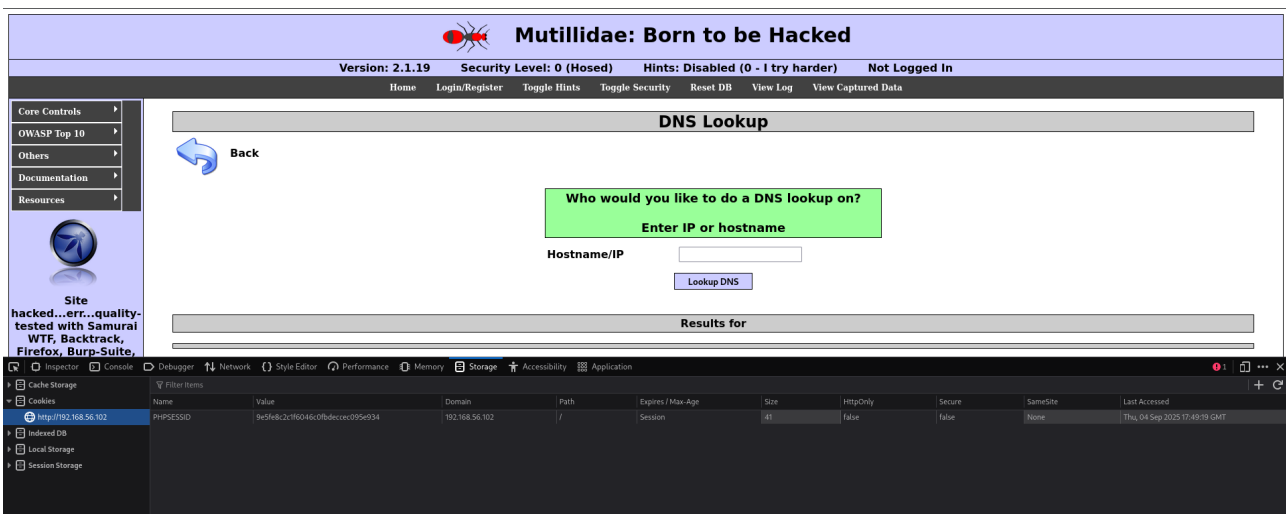 Mutillidae: Born to be Hacked
Version: 2.1.19 Security Level: 0 (Hosed) Hints: Disabled (0 - I try harder) Not Logged In
Home Login/Register Toggle Hints Toggle Security Reset DB View Log View Captured Data
Core Controls
OWASP Top 10
Others
Documentation
Resources
Site
hacked...err...quality-
tested with Samurai
WTF, Backtrack,
Firefox, Burp-Suite,
DNS Lookup
Back
Who would you like to do a DNS lookup on?
Enter IP or hostname
Hostname/IP
Lookup DNS
Results for
Inspector Console Debugger Network Style Editor Performance Memory Storage Accessibility Application 1
Cache Storage
Cookies
http://192.168.56.102
Indexed DB
Local Storage
Session Storage
Filter Items
Name Value Domain Path Expires / Max-Age Size HttpOnly Secure SameSite Last Accessed
PHPSESSID 9e5fe8c2c1f6046c0fbdeccec095e934 192.168.56.102 / Session 41 false false None Thu, 04 Sep 2025 17:49:19 GMT